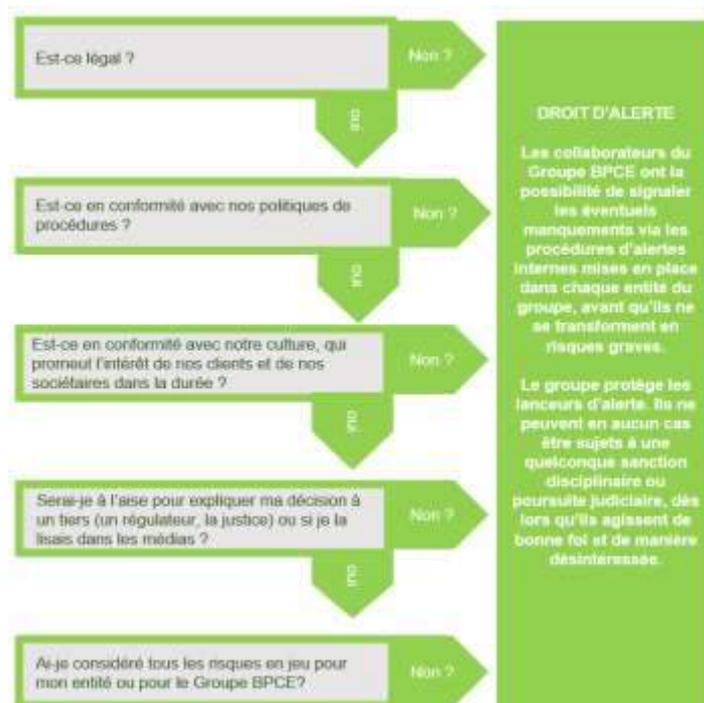 Est-ce légal ?
Non ?
OUI
Est-ce en conformité avec nos politiques de
procédures ?
Non ?
OUI
Est-ce en conformité avec notre culture, qui
promeut l'intérêt de nos clients et de nos
sociétaires dans la durée ?
Non ?
OUI
Serai-je à l'aise pour expliquer ma décision à
un tiers (un régulateur, la justice) ou si je la
lisais dans les médias ?
Non ?
OUI
Ai-je considéré tous les risques en jeu pour
mon entité ou pour le Groupe BPCE?
Non ?
DROIT D'ALERTE
Les collaborateurs du
Groupe BPCE ont la
possibilité de signaler
les éventuels
manquements via les
procédures d'alertes
internes mises en place
dans chaque entité du
groupe, avant qu'ils ne
se transforment en
risques graves.
Le groupe protège les
lanceurs d'alerte. Ils ne
peuvent en aucun cas
être sujets à une
quelconque sanction
disciplinaire ou
poursuite judiciaire, dès
lors qu'ils agissent de
bonne foi et de manière
désintéressée.